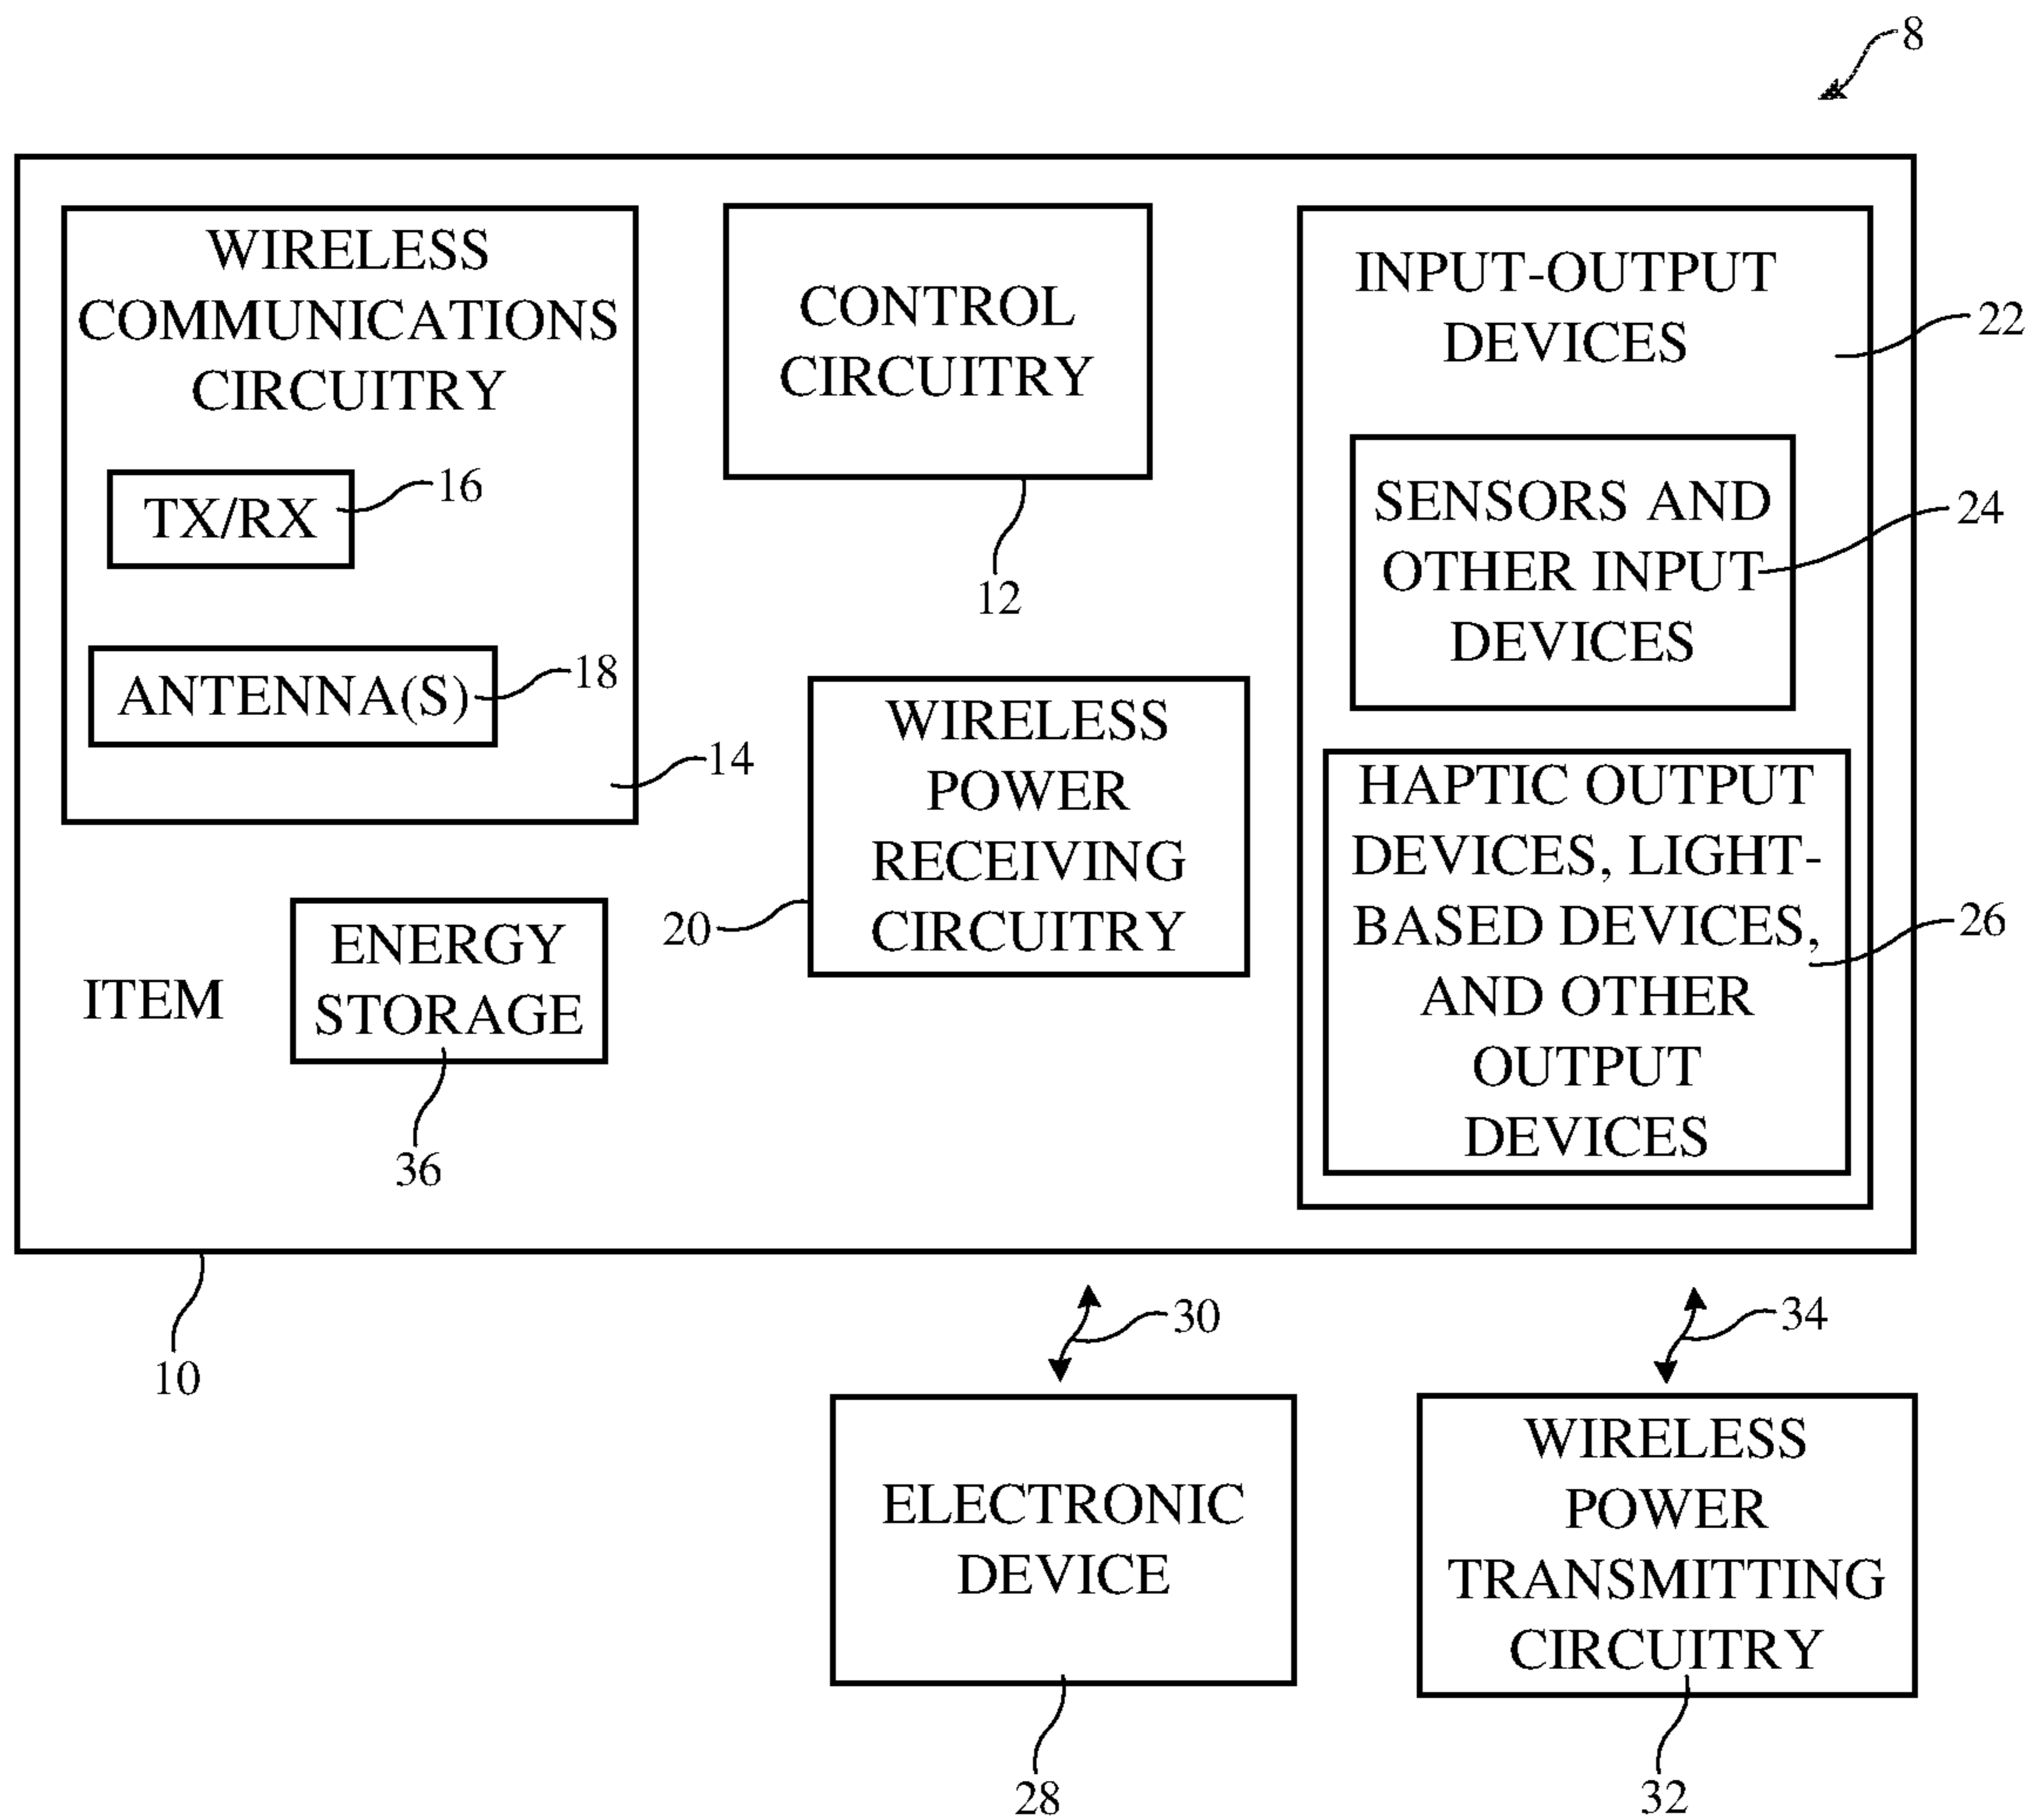 8
WIRELESS
COMMUNICATIONS
CIRCUITRY
TX/RX
16
ANTENNA(S)
18
14
CONTROL
CIRCUITRY
12
WIRELESS
POWER
RECEIVING
CIRCUITRY
20
INPUT-OUTPUT
DEVICES
22
SENSORS AND
OTHER INPUT
DEVICES
24
HAPTIC OUTPUT
DEVICES, LIGHT-
BASED DEVICES,
AND OTHER
OUTPUT
DEVICES
26
ITEM
ENERGY
STORAGE
36
10
30
34
ELECTRONIC
DEVICE
28
WIRELESS
POWER
TRANSMITTING
CIRCUITRY
32